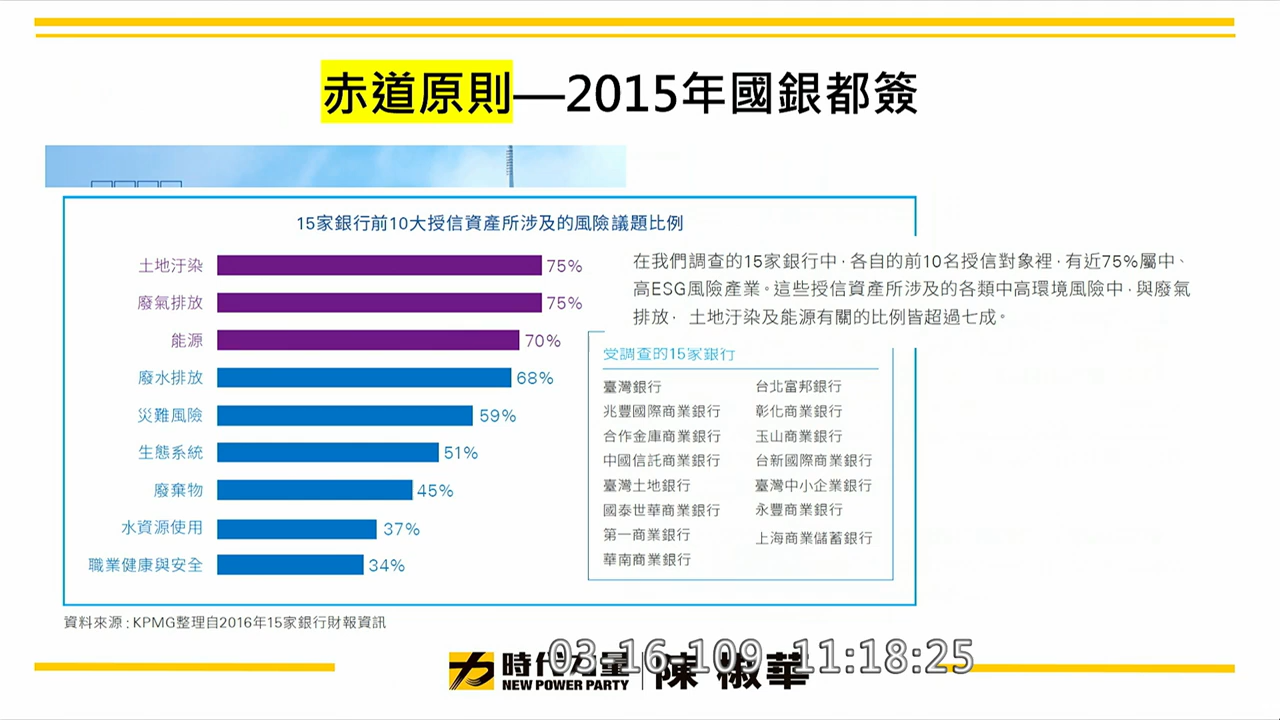 赤道原則—2015年國銀都簽
15家銀行前10大授信資產所涉及的風險議題比例
土地汙染 75%
廢氣排放 75%
能源 70%
廢水排放 68%
災難風險 59%
生態系統 51%
廢棄物 45%
水資源使用 37%
職業健康與安全 34%
在我們調查的15家銀行中，各自的前10名授信對象裡，有近75%屬中、
高ESG風險產業。這些授信資產所涉及的各類中高環境風險中，與廢氣
排放， 土地汙染及能源有關的比例皆超過七成。
受調查的15家銀行
臺灣銀行
兆豐國際商業銀行
合作金庫商業銀行
中國信託商業銀行
臺灣土地銀行
國泰世華商業銀行
第一商業銀行
華南商業銀行
台北富邦銀行
彰化商業銀行
玉山商業銀行
台新國際商業銀行
臺灣中小企業銀行
永豐商業銀行
上海商業儲蓄銀行
資料來源：KPMG整理自2016年15家銀行財報資訊
時代力量
NEW POWER PARTY
陳椒華
03-16-109 11:18:25